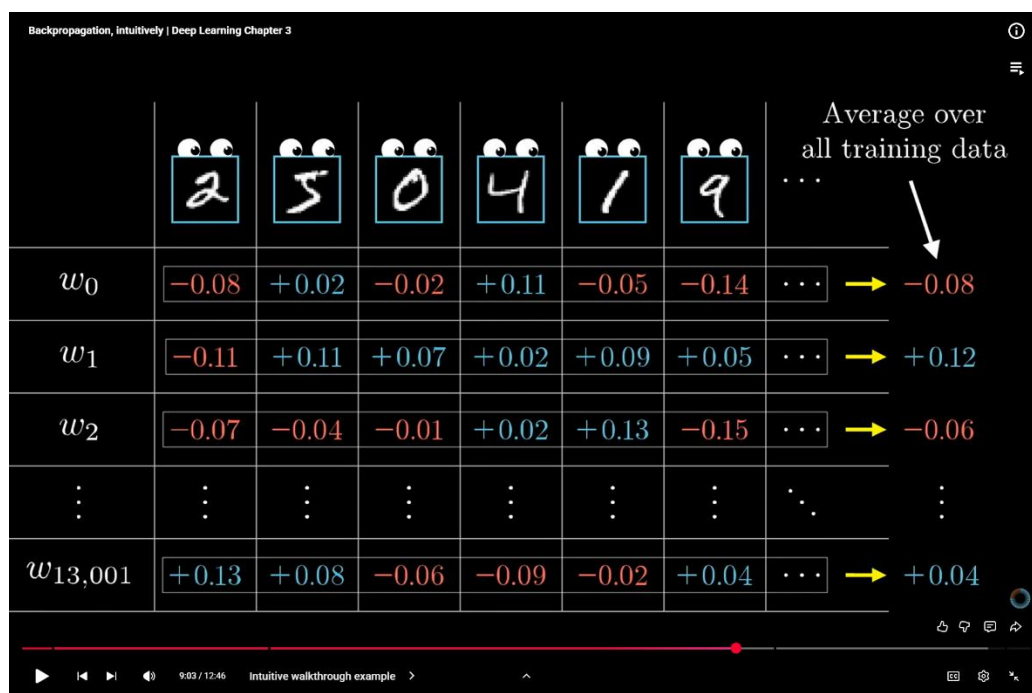 Backpropagation, intuitively | Deep Learning Chapter 3
Average over
all training data
2 5 0 4 1 9 ···
w0 −0.08 +0.02 −0.02 +0.11 −0.05 −0.14 ··· → −0.08
w1 −0.11 +0.11 +0.07 +0.02 +0.09 +0.05 ··· → +0.12
w2 −0.07 −0.04 −0.01 +0.02 +0.13 −0.15 ··· → −0.06
⋮ ⋮ ⋮ ⋮ ⋮ ⋮ ⋮ ⋱ ⋮
w13,001 +0.13 +0.08 −0.06 −0.09 −0.02 +0.04 ··· → +0.04
9:03 / 12:46 Intuitive walkthrough example > CC